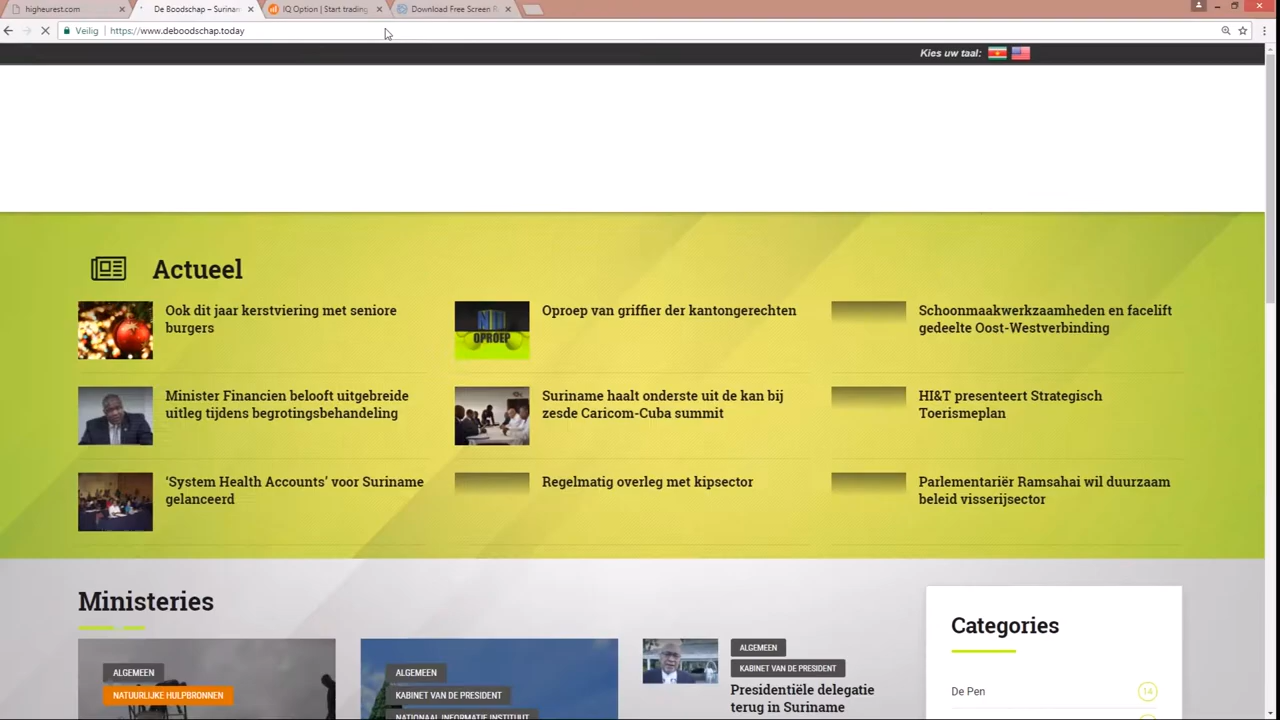 higheurest.com
De Boodschap – Surinam
IQ Option | Start trading
Download Free Screen R
Veilig
https://www.deboodschap.today
Kies uw taal:
Actueel
Ook dit jaar kerstviering met seniore
burgers
Oproep van griffier der kantongerechten
Schoonmaakwerkzaamheden en facelift
gedeelte Oost-Westverbinding
OPROEP
Minister Financien belooft uitgebreide
uitleg tijdens begrotingsbehandeling
Suriname haalt onderste uit de kan bij
zesde Caricom-Cuba summit
HI&T presenteert Strategisch
Toerismeplan
‘System Health Accounts’ voor Suriname
gelanceerd
Regelmatig overleg met kipsector
Parlementariër Ramsahai wil duurzaam
beleid visserijsector
Ministeries
ALGEMEEN
NATUURLIJKE HULPBRONNEN
ALGEMEEN
KABINET VAN DE PRESIDENT
NATIONAAL INFORMATIE INSTITUUT
ALGEMEEN
KABINET VAN DE PRESIDENT
Presidentiële delegatie
terug in Suriname
Categories
De Pen
14